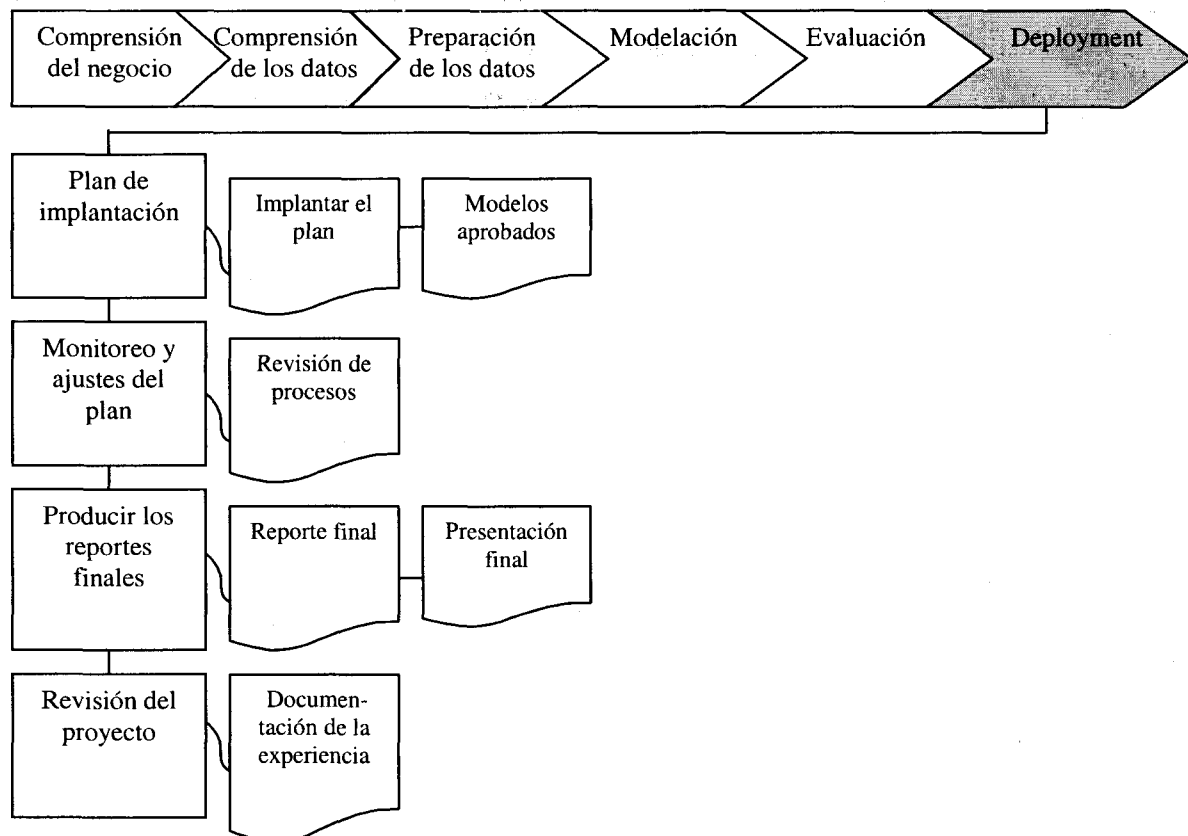 Comprensión
del negocio
Comprensión
de los datos
Preparación
de los datos
Modelación
Evaluación
Deployment
Plan de
implantación
Implantar el
plan
Modelos
aprobados
Monitoreo y
ajustes del
plan
Revisión de
procesos
Producir los
reportes
finales
Reporte final
Presentación
final
Revisión del
proyecto
Documen-
tación de la
experiencia